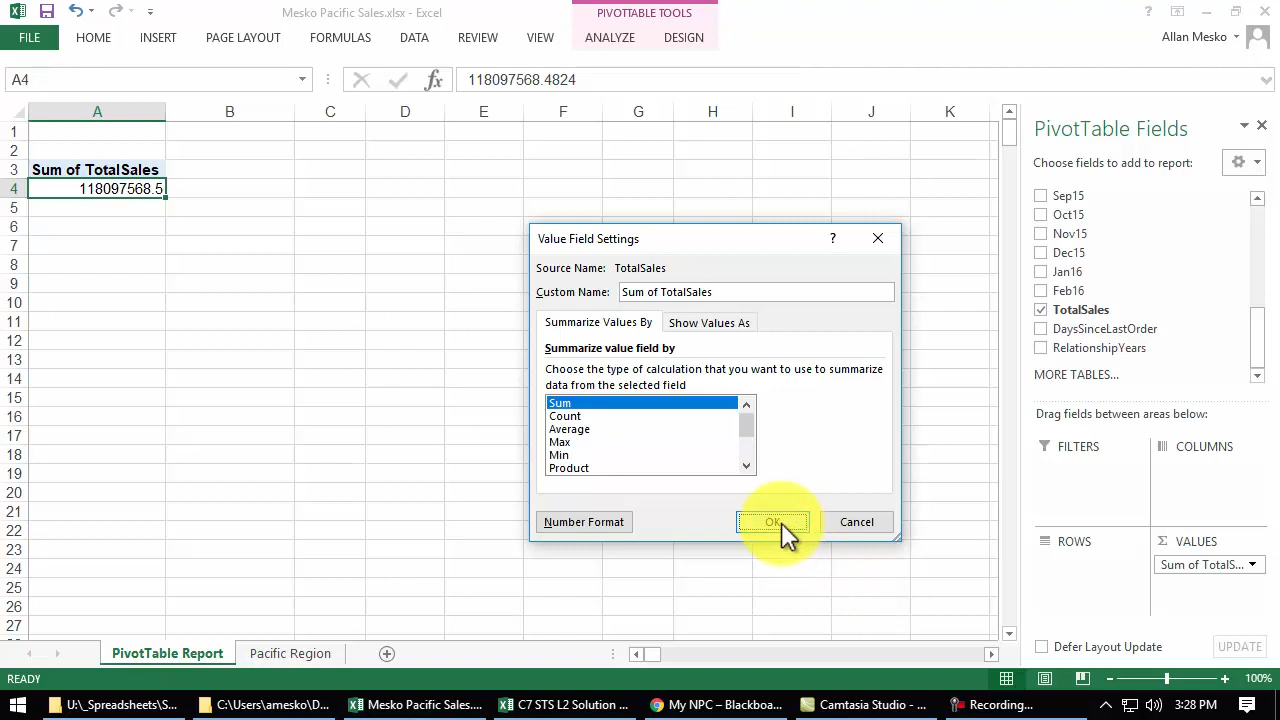 Mesko Pacific Sales.xlsx - Excel
PIVOTTABLE TOOLS
?
FILE HOME INSERT PAGE LAYOUT FORMULAS DATA REVIEW VIEW ANALYZE DESIGN Allan Mesko
A4 fx 118097568.4824
A B C D E F G H I J K
1
2
3 Sum of TotalSales
4 118097568.5
5
6
7
8
9
10
11
12
13
14
15
16
17
18
19
20
21
22
23
24
25
26
27
Value Field Settings ?
Source Name: TotalSales
Custom Name: Sum of TotalSales
Summarize Values By Show Values As
Summarize value field by
Choose the type of calculation that you want to use to summarize
data from the selected field
Sum
Count
Average
Max
Min
Product
Number Format OK Cancel
PivotTable Fields
Choose fields to add to report:
Sep15
Oct15
Nov15
Dec15
Jan16
Feb16
TotalSales
DaysSinceLastOrder
RelationshipYears
MORE TABLES...
Drag fields between areas below:
FILTERS COLUMNS
ROWS Σ VALUES
Sum of TotalS...
Defer Layout Update UPDATE
PivotTable Report Pacific Region
READY 100%
U:\_Spreadsheets\S... C:\Users\amesko\D... Mesko Pacific Sales.... C7 STS L2 Solution ... My NPC – Blackboa... Camtasia Studio - ... Recording... 3:28 PM